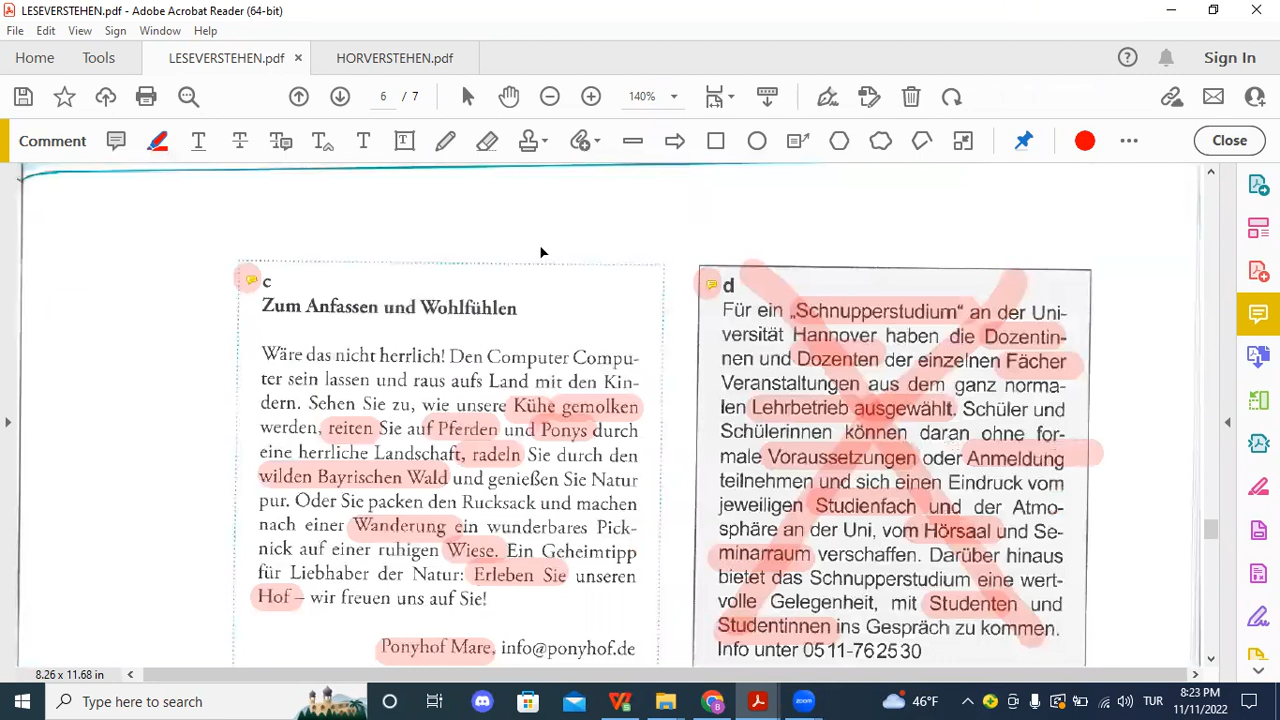 LESEVERSTEHEN.pdf - Adobe Acrobat Reader (64-bit)
File Edit View Sign Window Help
Home Tools LESEVERSTEHEN.pdf × HORVERSTEHEN.pdf Sign In
6 / 7 140%
Comment Close
c
Zum Anfassen und Wohlfühlen
Wäre das nicht herrlich! Den Computer Compu-
ter sein lassen und raus aufs Land mit den Kin-
dern. Sehen Sie zu, wie unsere Kühe gemolken
werden, reiten Sie auf Pferden und Ponys durch
eine herrliche Landschaft, radeln Sie durch den
wilden Bayrischen Wald und genießen Sie Natur
pur. Oder Sie packen den Rucksack und machen
nach einer Wanderung ein wunderbares Pick-
nick auf einer ruhigen Wiese. Ein Geheimtipp
für Liebhaber der Natur: Erleben Sie unseren
Hof – wir freuen uns auf Sie!
Ponyhof Mare, info@ponyhof.de
d
Für ein „Schnupperstudium“ an der Uni-
versität Hannover haben die Dozentin-
nen und Dozenten der einzelnen Fächer
Veranstaltungen aus dem ganz norma-
len Lehrbetrieb ausgewählt. Schüler und
Schülerinnen können daran ohne for-
male Voraussetzungen oder Anmeldung
teilnehmen und sich einen Eindruck vom
jeweiligen Studienfach und der Atmo-
sphäre an der Uni, vom Hörsaal und Se-
minarraum verschaffen. Darüber hinaus
bietet das Schnupperstudium eine wert-
volle Gelegenheit, mit Studenten und
Studentinnen ins Gespräch zu kommen.
Info unter 05 11-76 25 30
8.26 x 11.68 in
Type here to search 46°F TUR 8:23 PM
11/11/2022